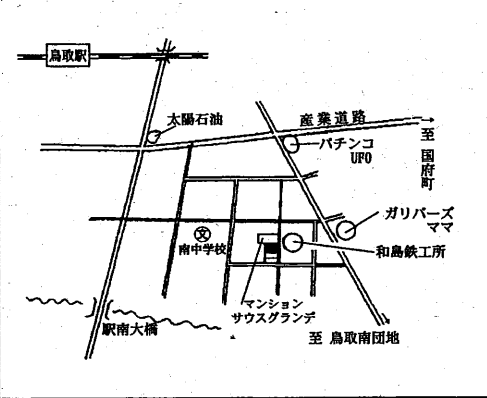 鳥取駅
太陽石油
産業道路
至 国府町
パチンコ
UFO
ガリバーズ
ママ
文
南中学校
和島鉄工所
マンション
サウスグランデ
駅南大橋
至 鳥取南団地